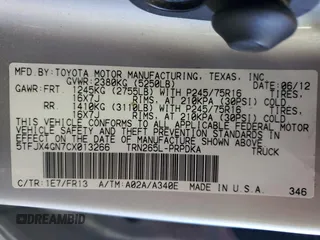 MFD. BY: TOYOTA MOTOR MANUFACTURING, TEXAS, INC.
GVWR: 2380KG (5250LB) 06/12
GAWR: FRT 1245KG (2755LB) WITH P245/75R16 TIRES
16X7J RIMS, AT 210KPA (30PSI) COLD
RR 1410KG (3110LB) WITH P245/75R16 TIRES
16X7J RIMS, AT 210KPA (30PSI) COLD
THIS VEHICLE CONFORMS TO ALL APPLICABLE
FEDERAL MOTOR VEHICLE SAFETY STANDARDS IN
EFFECT ON THE DATE OF MANUFACTURE SHOWN
ABOVE.
5TFJX4GN7CX013266 TRN265L-PRPDKA
TRUCK
C/TR: 1E7/FR13 A/TM: A02A/A340E MADE IN U.S.A.
346
DREAMBID.COM